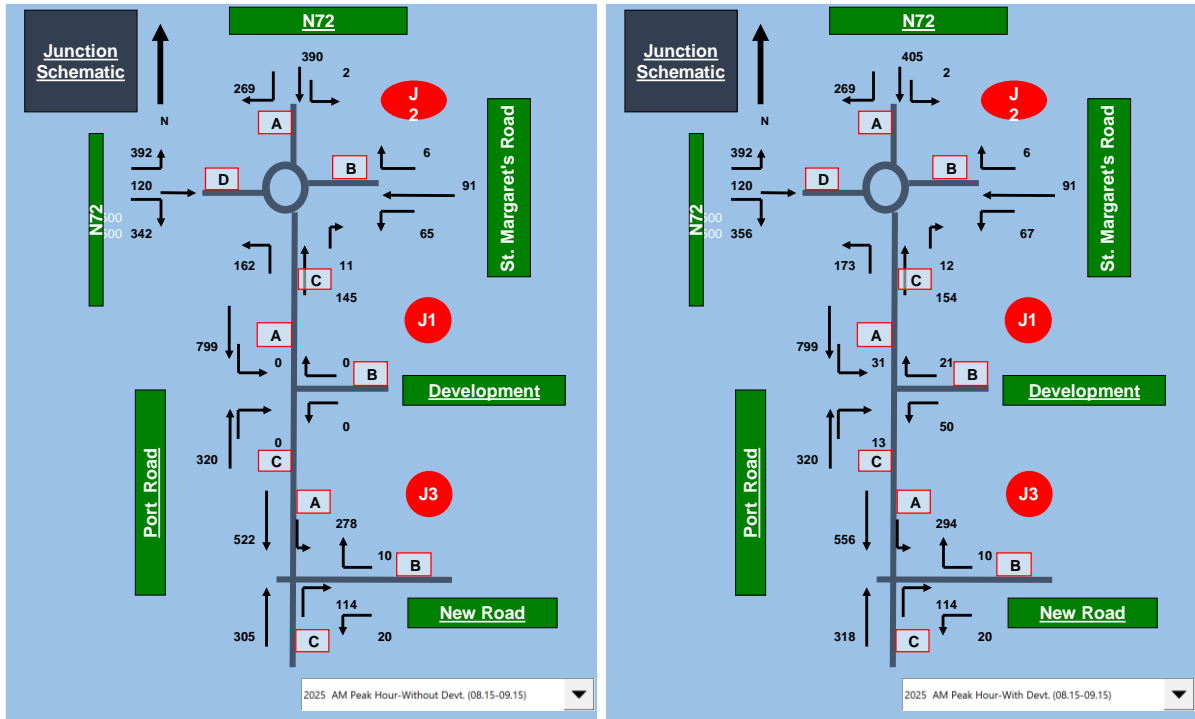 N72
Junction
Schematic
N
390
2
269
J
2
A
392
120
342
N72
500
500
D
B
6
91
65
St. Margaret's Road
162
11
C
145
J1
A
799
0
0
B
Development
0
0
320
C
Port Road
J3
A
278
522
10
B
New Road
114
305
20
C
2025 AM Peak Hour-Without Devt. (08.15-09.15)
N72
Junction
Schematic
N
405
2
269
J
2
A
392
120
356
N72
500
500
D
B
6
91
67
St. Margaret's Road
173
12
C
154
J1
A
799
31
21
B
Development
50
13
320
C
Port Road
J3
A
294
556
10
B
New Road
114
318
20
C
2025 AM Peak Hour-With Devt. (08.15-09.15)